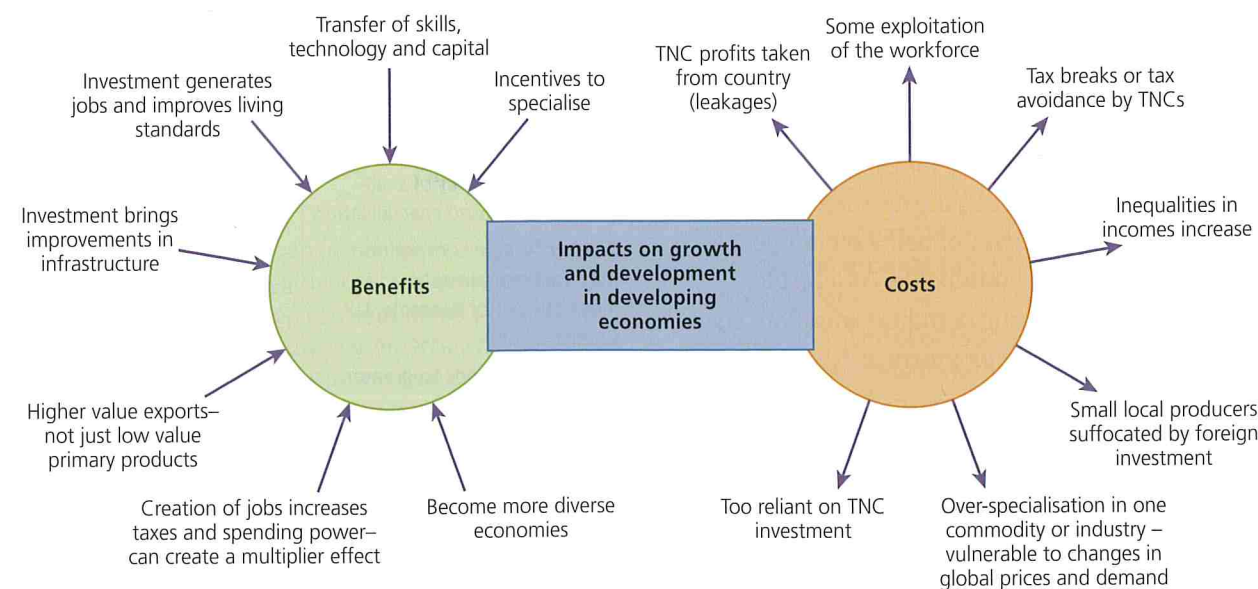 Transfer of skills,
technology and capital
Investment generates
jobs and improves living
standards
Incentives to
specialise
Investment brings
improvements in
infrastructure
Benefits
Higher value exports–
not just low value
primary products
Creation of jobs increases
taxes and spending power–
can create a multiplier effect
Become more diverse
economies
Impacts on growth
and development
in developing
economies
TNC profits taken
from country
(leakages)
Some exploitation
of the workforce
Tax breaks or tax
avoidance by TNCs
Inequalities in
incomes increase
Costs
Small local producers
suffocated by foreign
investment
Too reliant on TNC
investment
Over-specialisation in one
commodity or industry –
vulnerable to changes in
global prices and demand